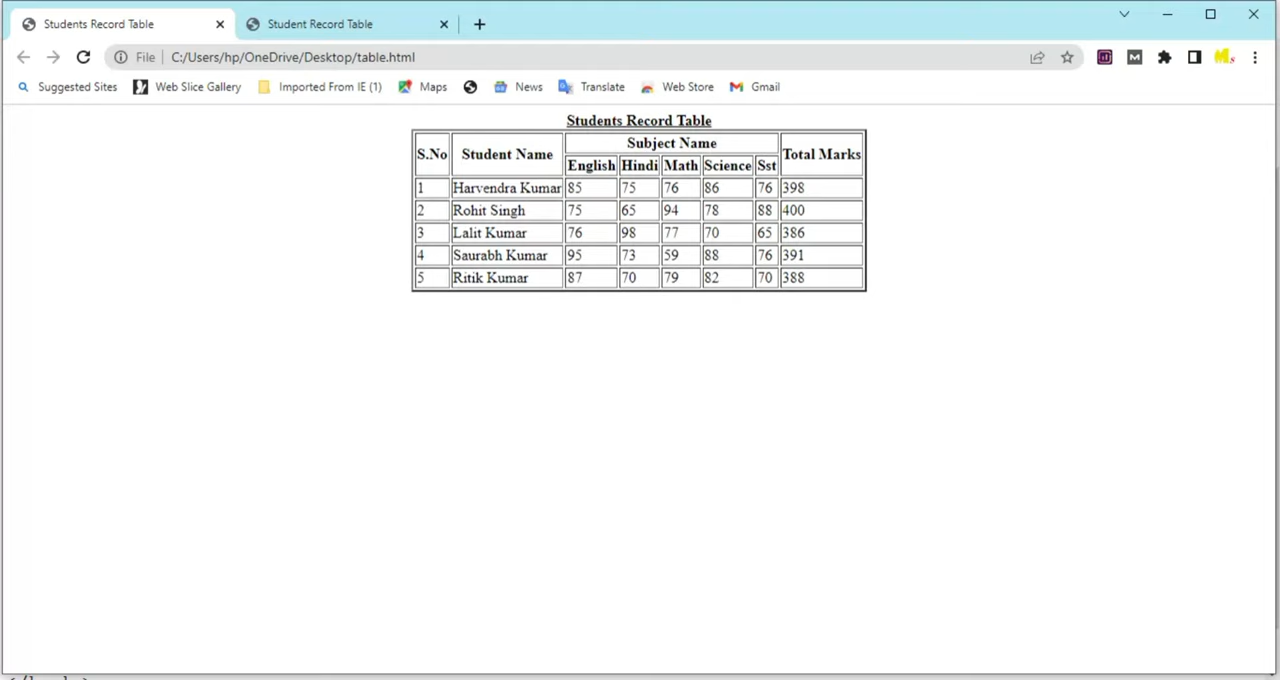 Students Record Table
Student Record Table
File C:/Users/hp/OneDrive/Desktop/table.html
Suggested Sites Web Slice Gallery Imported From IE (1) Maps News Translate Web Store Gmail
Students Record Table
S.No Student Name Subject Name Total Marks
English Hindi Math Science Sst
1 Harvendra Kumar 85 75 76 86 76 398
2 Rohit Singh 75 65 94 78 88 400
3 Lalit Kumar 76 98 77 70 65 386
4 Saurabh Kumar 95 73 59 88 76 391
5 Ritik Kumar 87 70 79 82 70 388